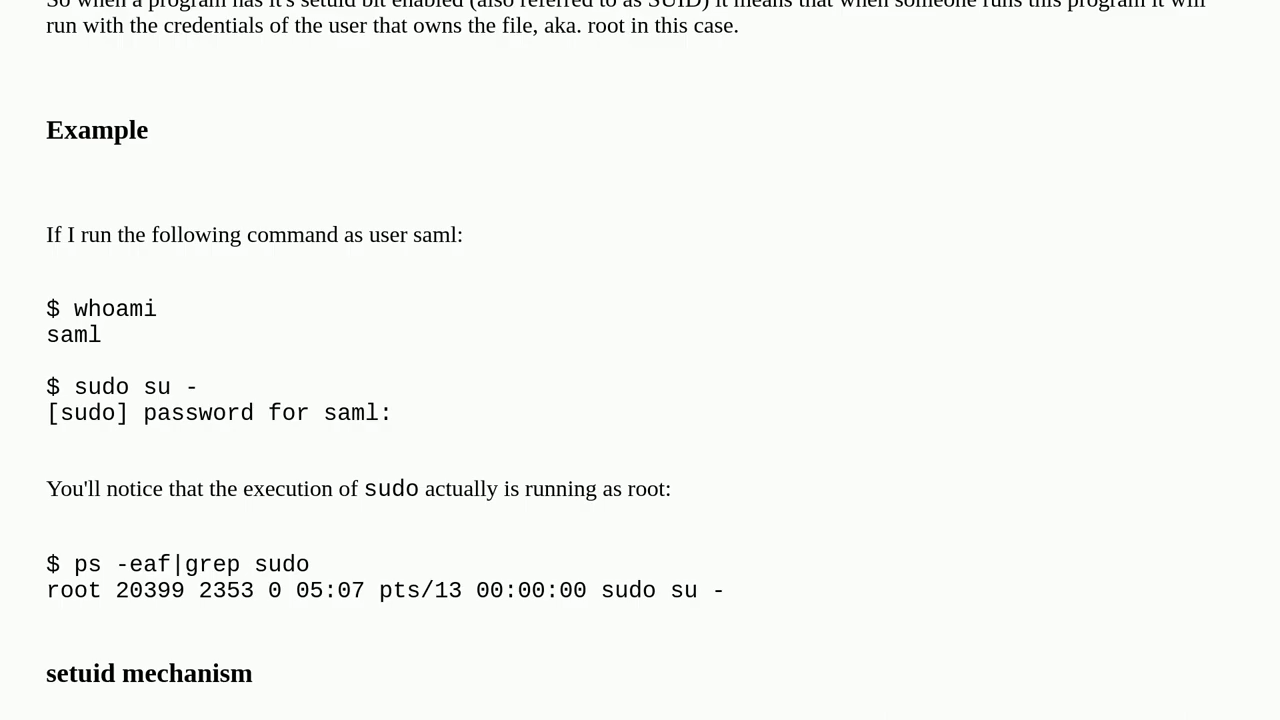 So when a program has it's setuid bit enabled (also referred to as SUID) it means that when someone runs this program it will
run with the credentials of the user that owns the file, aka. root in this case.
Example
If I run the following command as user saml:
$ whoami
saml
$ sudo su -
[sudo] password for saml:
You'll notice that the execution of sudo actually is running as root:
$ ps -eaf|grep sudo
root 20399 2353 0 05:07 pts/13 00:00:00 sudo su -
setuid mechanism